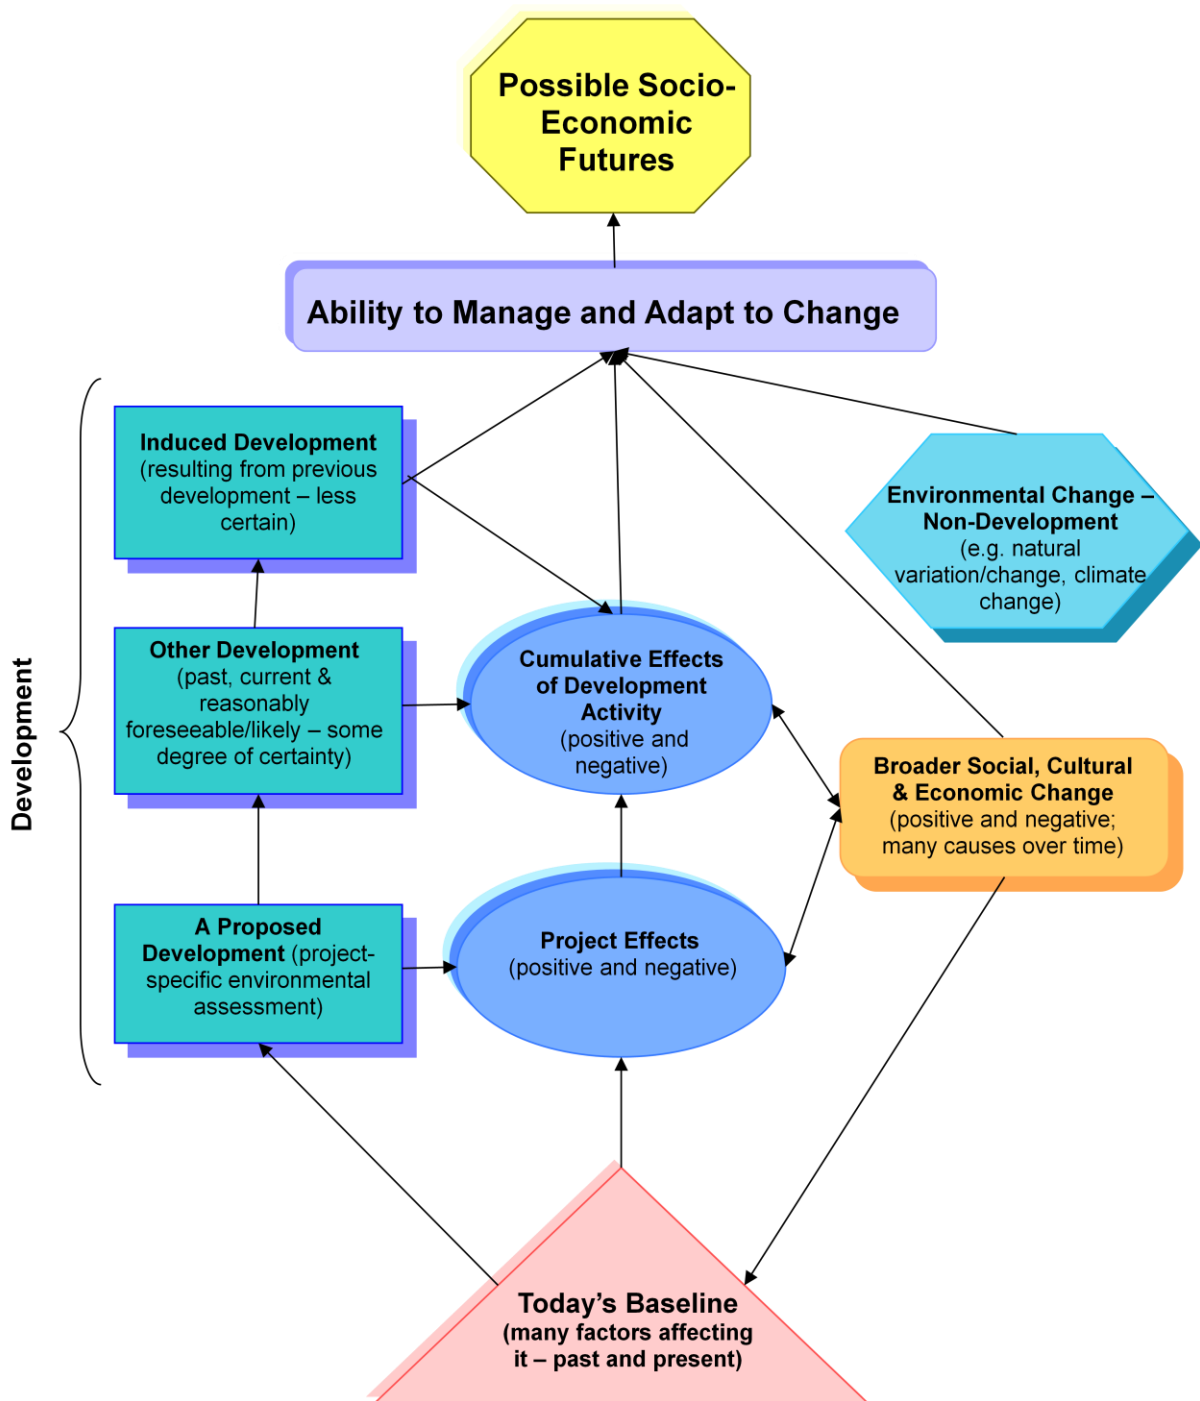 Possible Socio-
Economic
Futures
Ability to Manage and Adapt to Change
Development
Induced Development
(resulting from previous
development – less
certain)
Environmental Change –
Non-Development
(e.g. natural
variation/change, climate
change)
Other Development
(past, current &
reasonably
foreseeable/likely – some
degree of certainty)
Cumulative Effects
of Development
Activity
(positive and
negative)
Broader Social, Cultural
& Economic Change
(positive and negative;
many causes over time)
A Proposed
Development (project-
specific environmental
assessment)
Project Effects
(positive and negative)
Today’s Baseline
(many factors affecting
it – past and present)